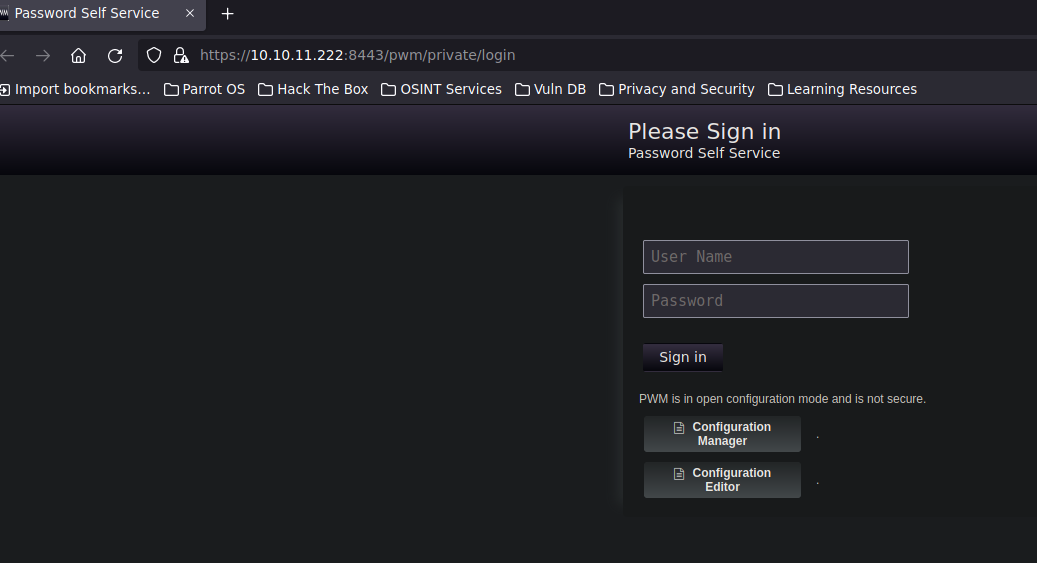 Password Self Service
https://10.10.11.222:8443/pwm/private/login
Import bookmarks... Parrot OS Hack The Box OSINT Services Vuln DB Privacy and Security Learning Resources
Please Sign in
Password Self Service
User Name
Password
Sign in
PWM is in open configuration mode and is not secure.
Configuration
Manager .
Configuration
Editor .